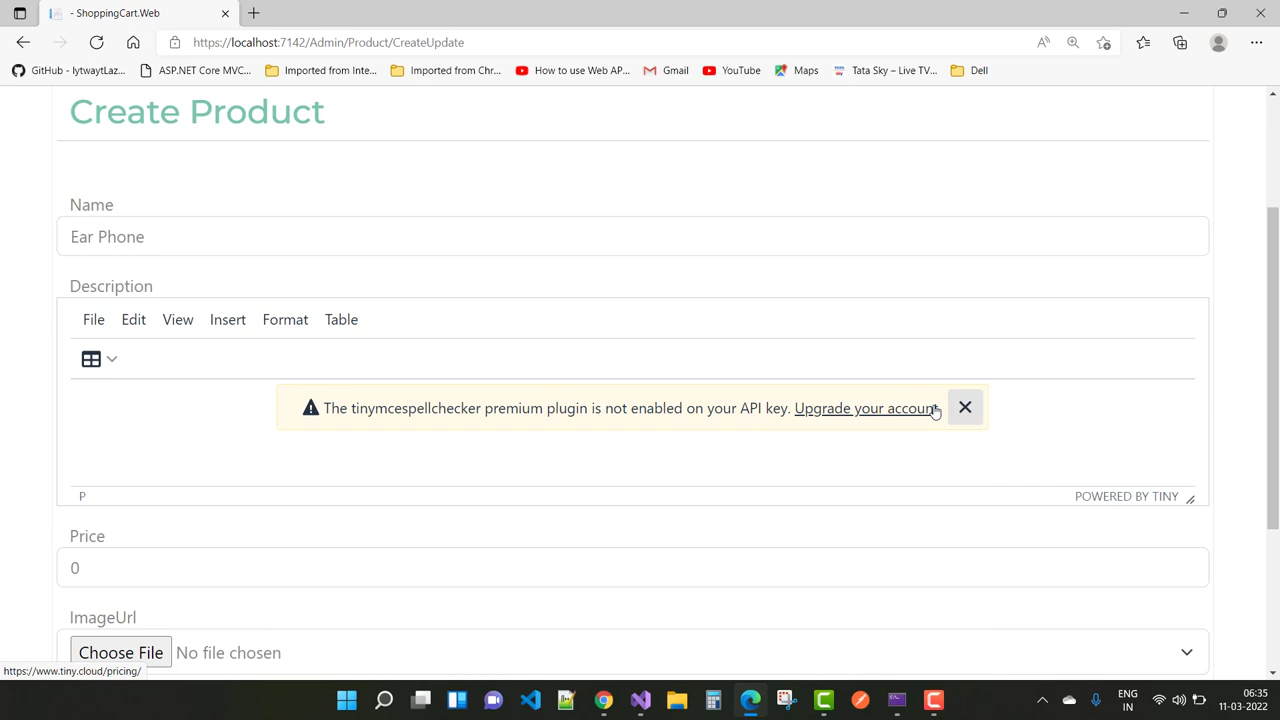 - ShoppingCart.Web
https://localhost:7142/Admin/Product/CreateUpdate
GitHub - lytwytLaz...
ASP.NET Core MVC...
Imported from Inte...
Imported from Chr...
How to use Web AP...
Gmail
YouTube
Maps
Tata Sky – Live TV...
Dell
Create Product
Name
Ear Phone
Description
File Edit View Insert Format Table
The tinymcespellchecker premium plugin is not enabled on your API key. Upgrade your account
P
POWERED BY TINY
Price
0
ImageUrl
Choose File No file chosen
https://www.tiny.cloud/pricing/
ENG
IN
06:35
11-03-2022